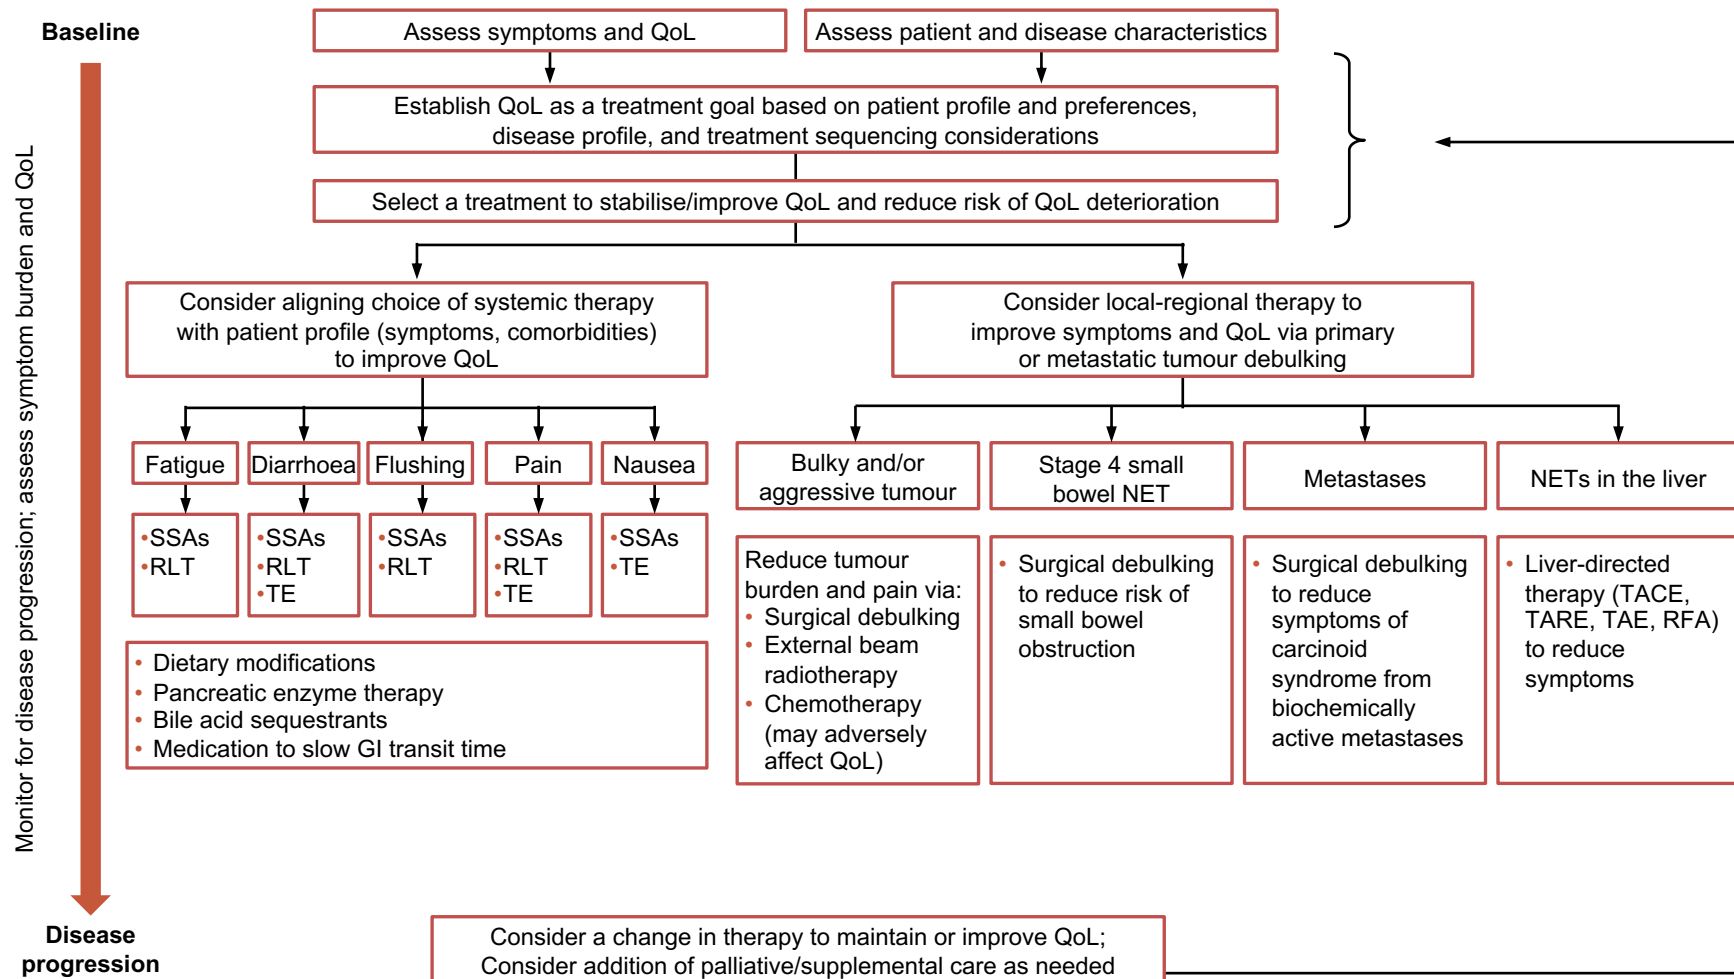 Baseline
Assess symptoms and QoL
Assess patient and disease characteristics
Establish QoL as a treatment goal based on patient profile and preferences,
disease profile, and treatment sequencing considerations
Select a treatment to stabilise/improve QoL and reduce risk of QoL deterioration
Monitor for disease progression; assess symptom burden and QoL
Consider aligning choice of systemic therapy
with patient profile (symptoms, comorbidities)
to improve QoL
Consider local-regional therapy to
improve symptoms and QoL via primary
or metastatic tumour debulking
Fatigue
Diarrhoea
Flushing
Pain
Nausea
•SSAs
•RLT
•SSAs
•RLT
•TE
•SSAs
•RLT
•SSAs
•RLT
•TE
•SSAs
•TE
• Dietary modifications
• Pancreatic enzyme therapy
• Bile acid sequestrants
• Medication to slow GI transit time
Bulky and/or
aggressive tumour
Stage 4 small
bowel NET
Metastases
NETs in the liver
Reduce tumour
burden and pain via:
• Surgical debulking
• External beam
radiotherapy
• Chemotherapy
(may adversely
affect QoL)
• Surgical debulking
to reduce risk of
small bowel
obstruction
• Surgical debulking
to reduce
symptoms of
carcinoid
syndrome from
biochemically
active metastases
• Liver-directed
therapy (TACE,
TARE, TAE, RFA)
to reduce
symptoms
Disease
progression
Consider a change in therapy to maintain or improve QoL;
Consider addition of palliative/supplemental care as needed